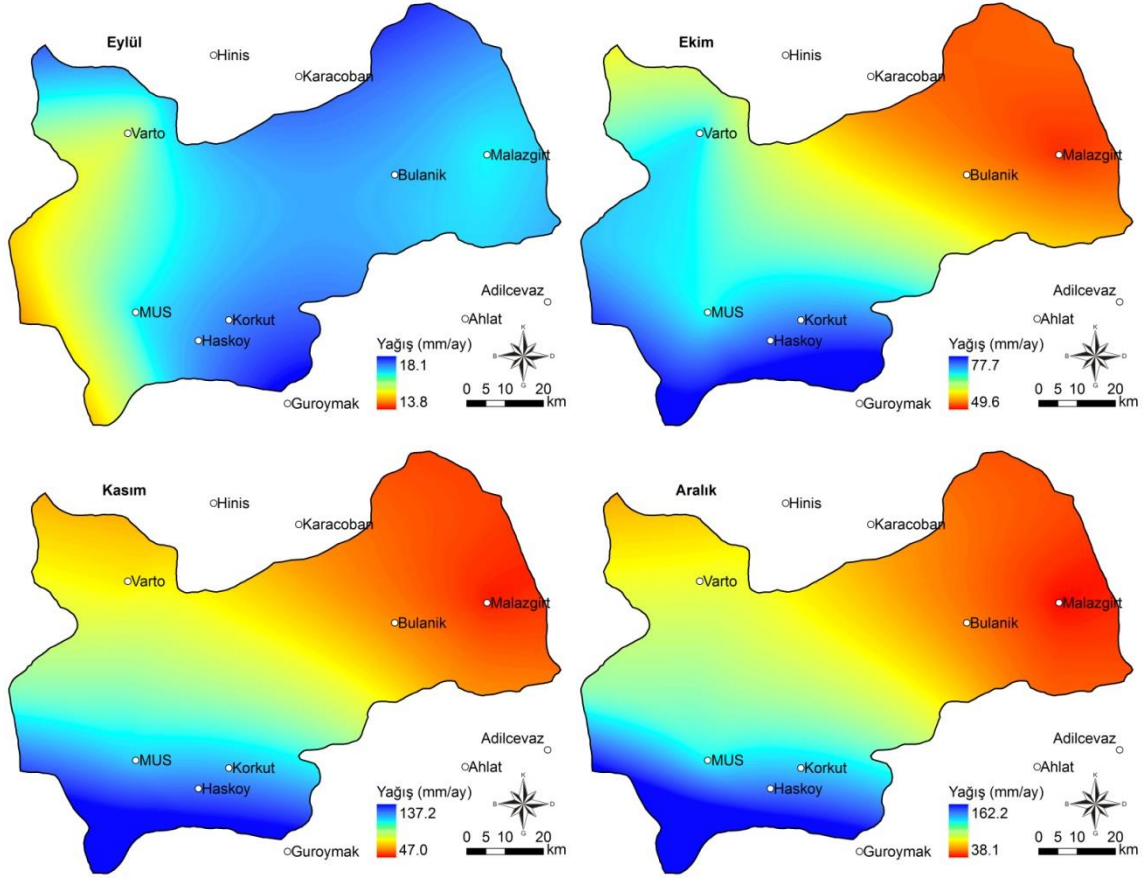 Eylül
Hinis
Karacoban
Varto
Malazgirt
Bulanik
MUS
Korkut
Haskoy
Adilcevaz
Ahlat
Guroymak
Yağış (mm/ay)
18.1
13.8
K
B
D
G
0 5 10 20
km
Ekim
Hinis
Karacoban
Varto
Malazgirt
Bulanik
MUS
Korkut
Haskoy
Adilcevaz
Ahlat
Guroymak
Yağış (mm/ay)
77.7
49.6
K
B
D
G
0 5 10 20
km
Kasım
Hinis
Karacoban
Varto
Malazgirt
Bulanik
MUS
Korkut
Haskoy
Adilcevaz
Ahlat
Guroymak
Yağış (mm/ay)
137.2
47.0
K
B
D
G
0 5 10 20
km
Aralık
Hinis
Karacoban
Varto
Malazgirt
Bulanik
MUS
Korkut
Haskoy
Adilcevaz
Ahlat
Guroymak
Yağış (mm/ay)
162.2
38.1
K
B
D
G
0 5 10 20
km